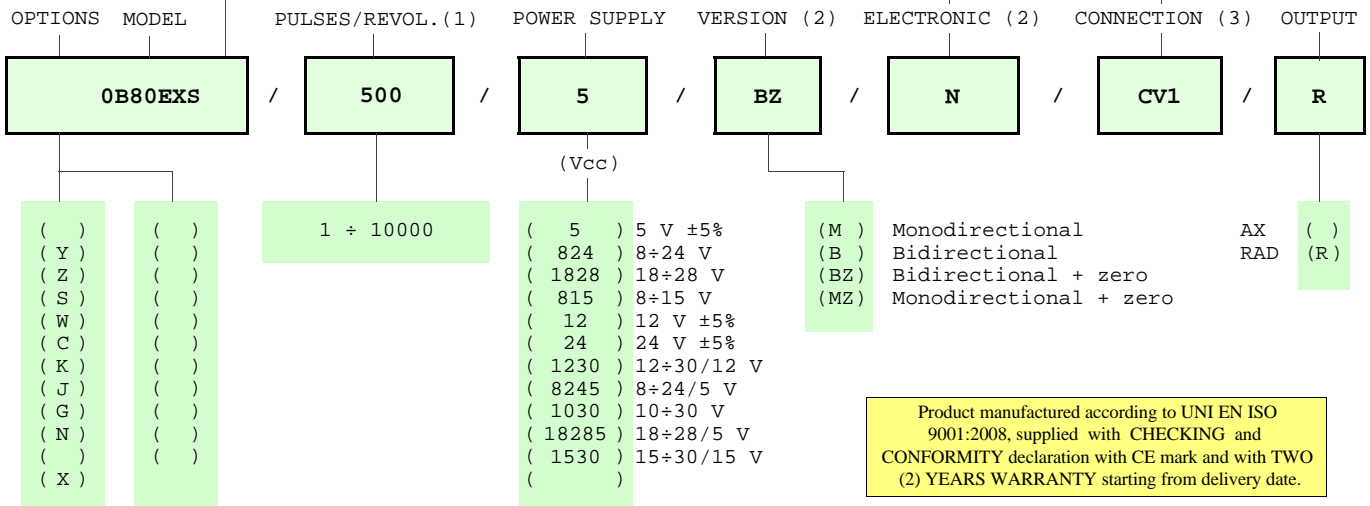 OPTIONS MODEL PULSES/REVOL.(1) POWER SUPPLY VERSION (2) ELECTRONIC (2) CONNECTION (3) OUTPUT
0B80EXS / 500 / 5 / BZ / N / CV1 / R
(Vcc)
( ) ( ) 1 ÷ 10000 ( 5 ) 5 V ±5% (M ) Monodirectional AX ( )
( Y ) ( ) ( 824 ) 8÷24 V (B ) Bidirectional RAD (R)
( Z ) ( ) ( 1828 ) 18÷28 V (BZ) Bidirectional + zero
( S ) ( ) ( 815 ) 8÷15 V (MZ) Monodirectional + zero
( W ) ( ) ( 12 ) 12 V ±5%
( C ) ( ) ( 24 ) 24 V ±5%
( K ) ( ) ( 1230 ) 12÷30/12 V
( J ) ( ) ( 8245 ) 8÷24/5 V
( G ) ( ) ( 1030 ) 10÷30 V
( N ) ( ) ( 18285 ) 18÷28/5 V
( ) ( ) ( 1530 ) 15÷30/15 V
( X ) ( )
Product manufactured according to UNI EN ISO
9001:2008, supplied with CHECKING and
CONFORMITY declaration with CE mark and with TWO
(2) YEARS WARRANTY starting from delivery date.